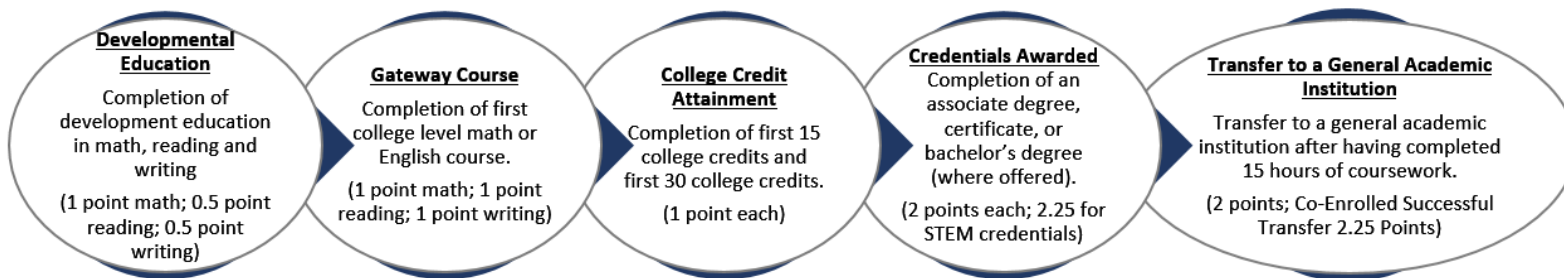 Developmental
Education
Completion of
development education
in math, reading and
writing
(1 point math; 0.5 point
reading; 0.5 point
writing)
Gateway Course
Completion of first
college level math or
English course.
(1 point math; 1 point
reading; 1 point writing)
College Credit
Attainment
Completion of first 15
college credits and
first 30 college credits.
(1 point each)
Credentials Awarded
Completion of an
associate degree,
certificate, or
bachelor’s degree
(where offered).
(2 points each; 2.25 for
STEM credentials)
Transfer to a General Academic
Institution
Transfer to a general academic
institution after having completed
15 hours of coursework.
(2 points; Co-Enrolled Successful
Transfer 2.25 Points)